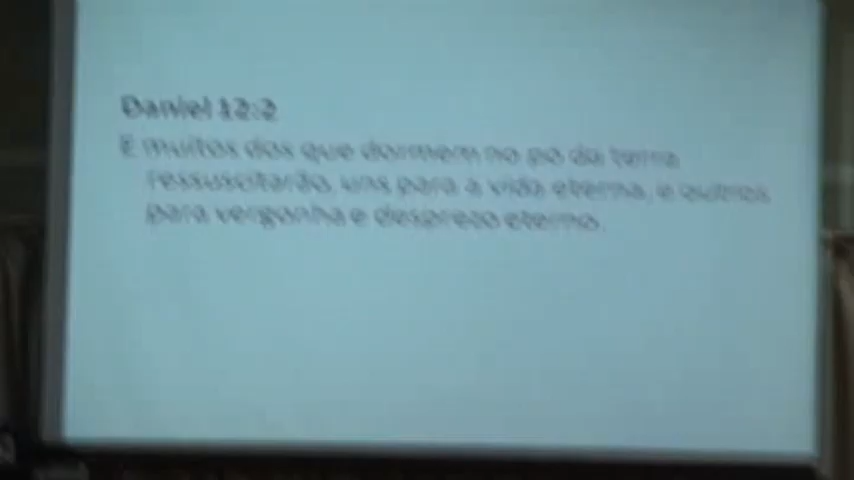 Daniel 12:2
E muitos dos que dormem no pó da terra
ressuscitarão, uns para a vida eterna, e outros
para vergonha e desprezo eterno.